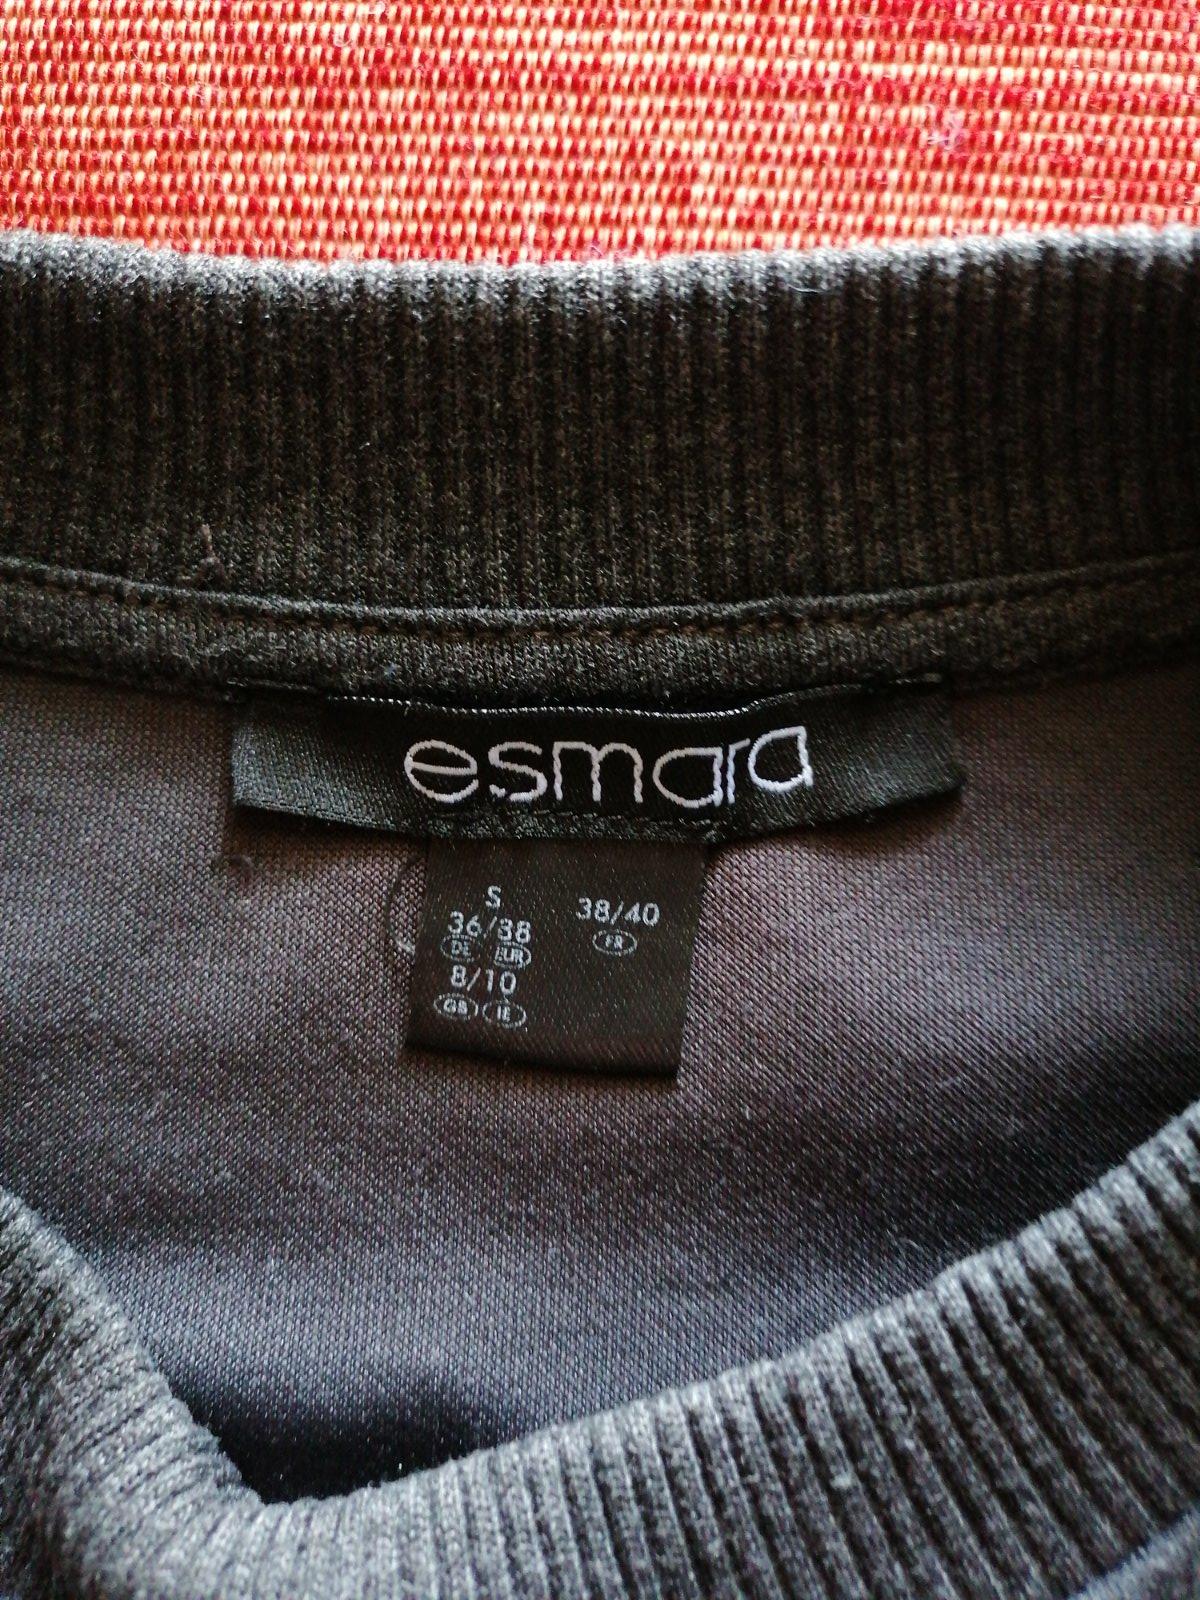 esmara
S
36/38
DE EUR
8/10
GB IE
38/40
FR